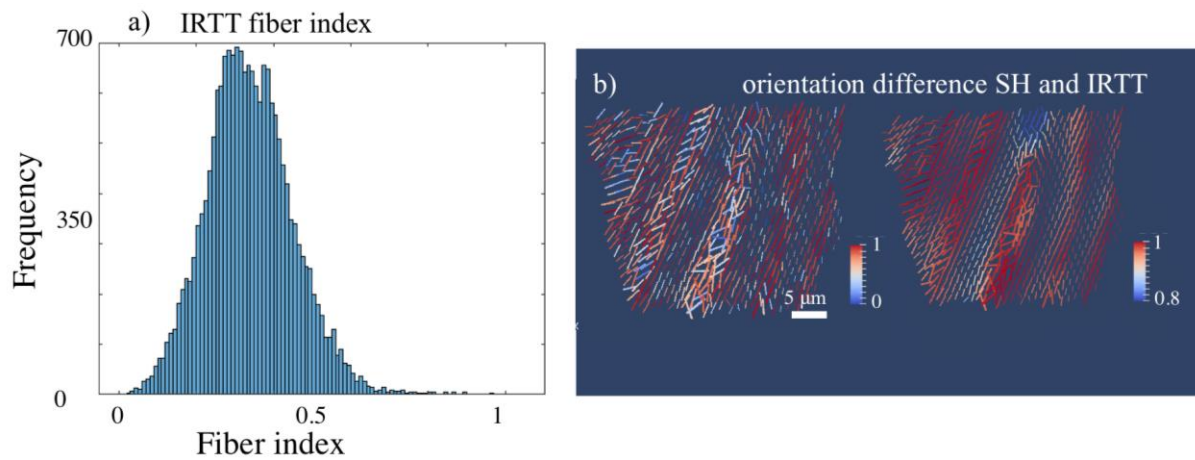 a) IRTT fiber index
700
350
0
Frequency
0
0.5
1
Fiber index
b) orientation difference SH and IRTT
1
0
5 μm
1
0.8